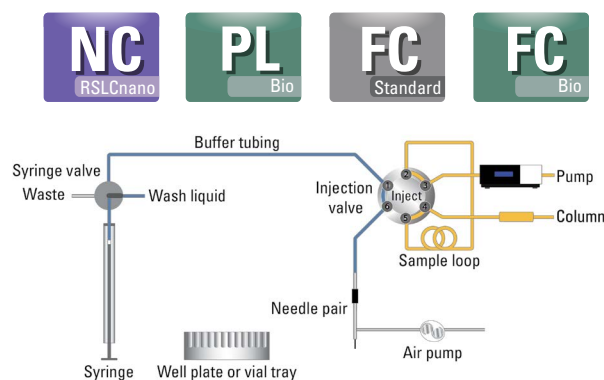 NC
RSLCnano
PL
Bio
FC
Standard
FC
Bio
Buffer tubing
Syringe valve
Waste
Wash liquid
Injection
valve
1
2
3
4
5
6
Inject
Pump
Column
Sample loop
Needle pair
Air pump
Syringe
Well plate or vial tray